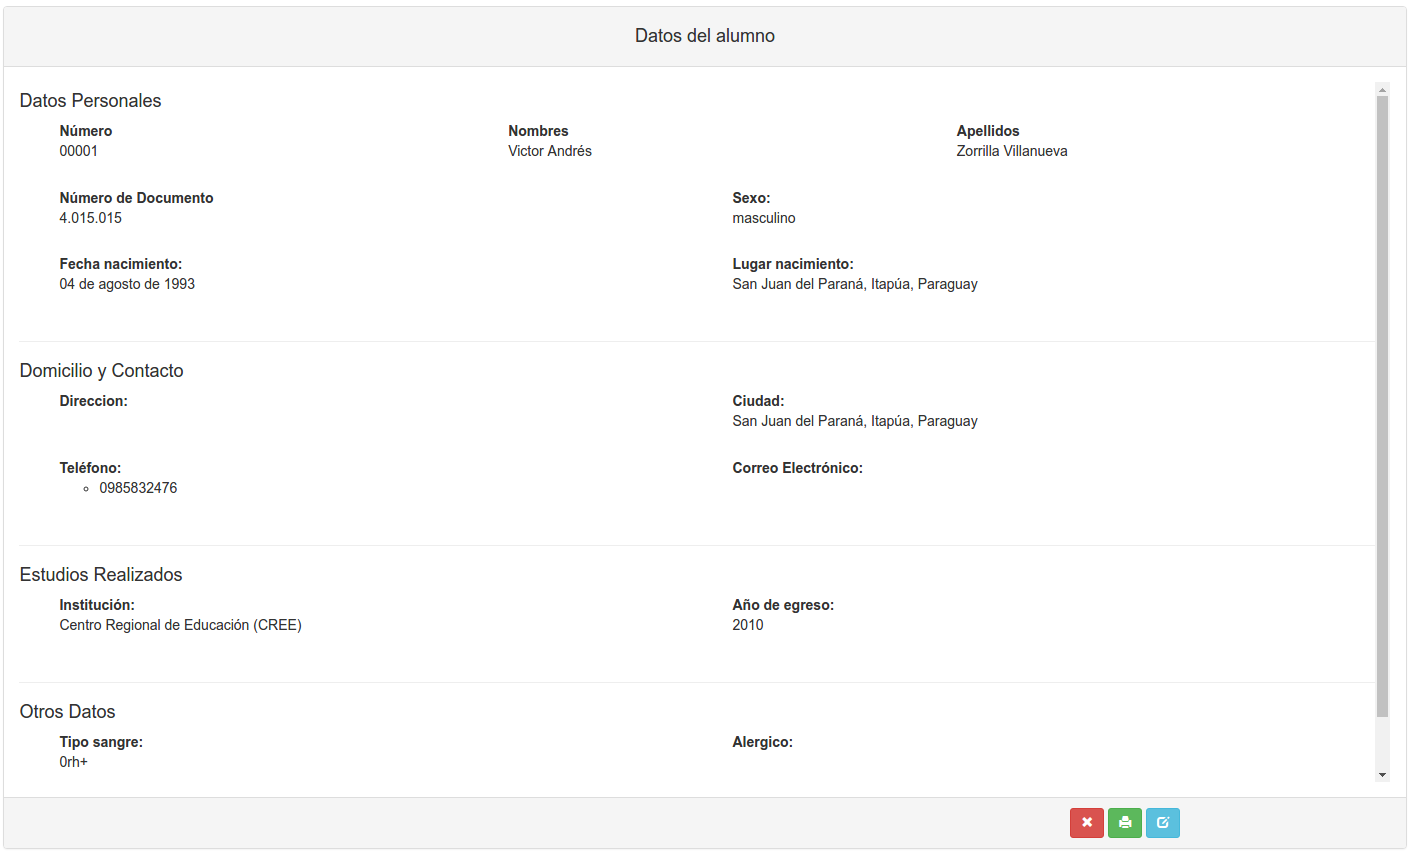 Datos del alumno
Datos Personales
Número Nombres Apellidos
00001 Victor Andrés Zorrilla Villanueva
Número de Documento Sexo:
4.015.015 masculino
Fecha nacimiento: Lugar nacimiento:
04 de agosto de 1993 San Juan del Paraná, Itapúa, Paraguay
Domicilio y Contacto
Direccion: Ciudad:
San Juan del Paraná, Itapúa, Paraguay
Teléfono: Correo Electrónico:
0985832476
Estudios Realizados
Institución: Año de egreso:
Centro Regional de Educación (CREE) 2010
Otros Datos
Tipo sangre: Alergico:
0rh+